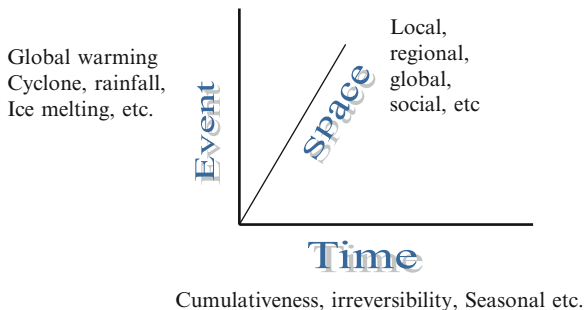 Global warming
Cyclone, rainfall,
Ice melting, etc.
Event
space
Local,
regional,
global,
social, etc
Time
Cumulativeness, irreversibility, Seasonal etc.